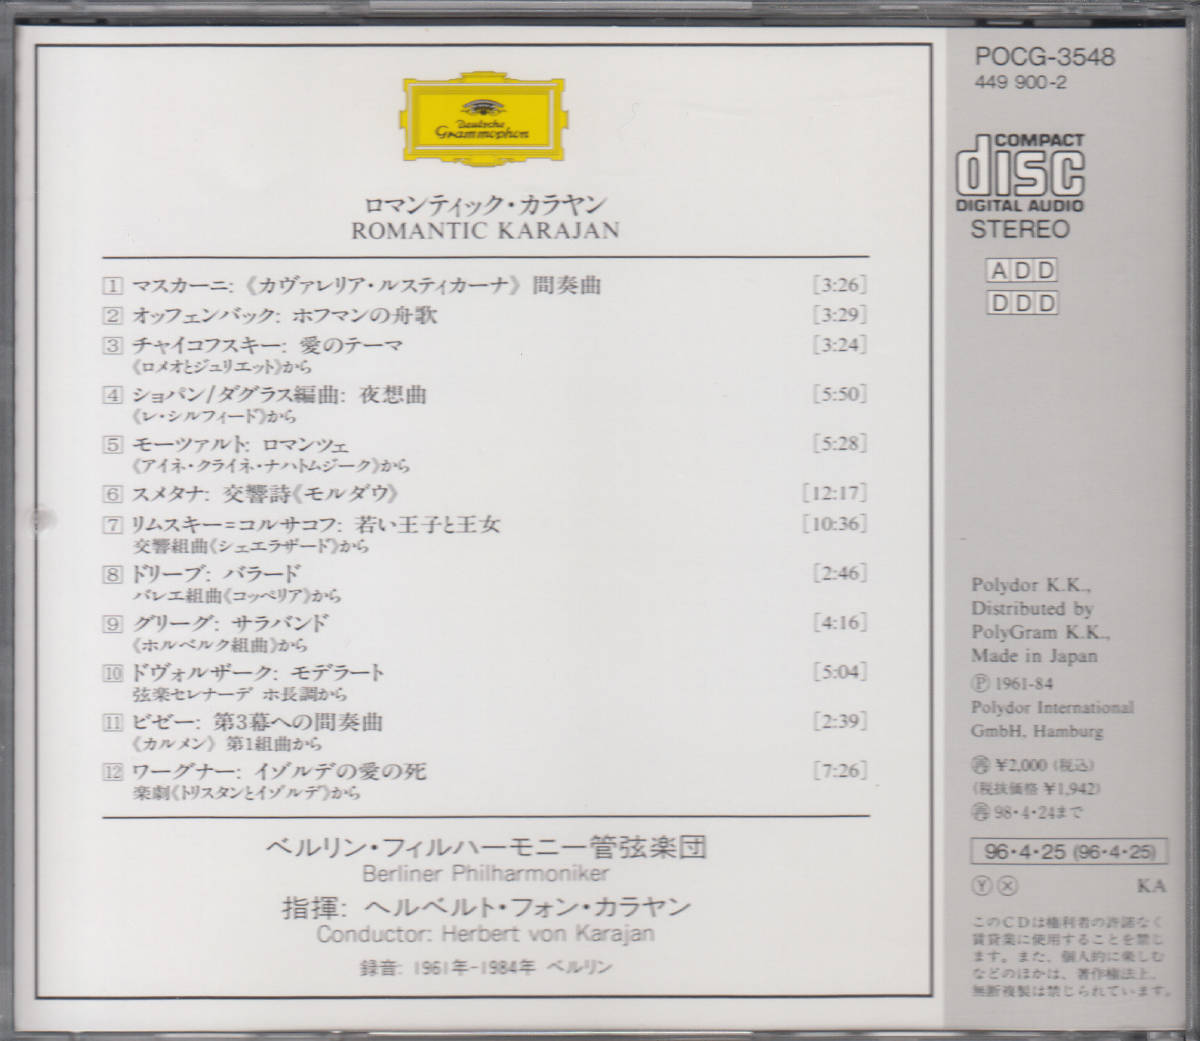 Deutsche
Grammophon
ロマンティック・カラヤン
ROMANTIC KARAJAN
1 マスカーニ:《カヴァレリア・ルスティカーナ》間奏曲 [3:26]
2 オッフェンバック: ホフマンの舟歌 [3:29]
3 チャイコフスキー: 愛のテーマ [3:24]
《ロメオとジュリエット》から
4 ショパン/ダグラス編曲: 夜想曲 [5:50]
《レ・シルフィード》から
5 モーツァルト: ロマンツェ [5:28]
《アイネ・クライネ・ナハトムジーク》から
6 スメタナ: 交響詩《モルダウ》 [12:17]
7 リムスキー=コルサコフ: 若い王子と王女 [10:36]
交響組曲《シェエラザード》から
8 ドリーブ: バラード [2:46]
バレエ組曲《コッペリア》から
9 グリーグ: サラバンド [4:16]
《ホルベルク組曲》から
10 ドヴォルザーク: モデラート [5:04]
弦楽セレナーデ ホ長調から
11 ビゼー: 第3幕への間奏曲 [2:39]
《カルメン》 第1組曲から
12 ワーグナー: イゾルデの愛の死 [7:26]
楽劇《トリスタンとイゾルデ》から
ベルリン・フィルハーモニー管弦楽団
Berliner Philharmoniker
指揮: ヘルベルト・フォン・カラヤン
Conductor: Herbert von Karajan
録音: 1961年-1984年 ベルリン
POCG-3548
449 900-2
COMPACT
disc
DIGITAL AUDIO
STEREO
ADD
DDD
Polydor K.K.,
Distributed by
PolyGram K.K.,
Made in Japan
Ⓟ 1961-84
Polydor International
GmbH, Hamburg
㊢ ¥2,000 (税込)
(税抜価格 ¥1,942)
㊢ 98・4・24まで
96・4・25 (96・4・25)
Ⓨ Ⓧ KA
このCDは権利者の許諾なく
賃貸業に使用することを禁じ
ます。また、個人的に楽しむ
などのほかは、著作権法上、
無断複製は禁じられています。